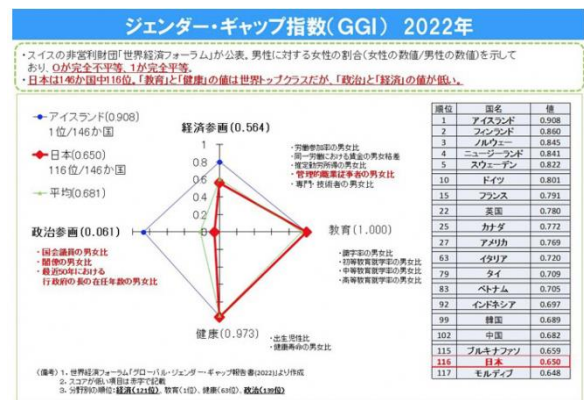 ジェンダー・ギャップ指数(GGI) 2022年
・スイスの非営利財団「世界経済フォーラム」が公表。男性に対する女性の割合(女性の数値/男性の数値)を示して
おり、0が完全不平等、1が完全平等。
・日本は146か国中116位。「教育」と「健康」の値は世界トップクラスだが、「政治」と「経済」の値が低い。
アイスランド(0.908)
1位/146か国
日本(0.650)
116位/146か国
平均(0.681)
経済参画(0.564)
・労働参加率の男女比
・同一労働における賃金の男女格差
・推定勤労所得の男女比
・管理的職業従事者の男女比
・専門・技術者の男女比
1
0.8
0.6
0.4
0.2
0
政治参画(0.061)
・国会議員の男女比
・閣僚の男女比
・最近50年における
行政府の長の在任年数の男女比
教育(1.000)
・識字率の男女比
・初等教育就学率の男女比
・中等教育就学率の男女比
・高等教育就学率の男女比
健康(0.973)
・出生児性比
・健康寿命の男女比
順位 国名 値
1 アイスランド 0.908
2 フィンランド 0.860
3 ノルウェー 0.845
4 ニュージーランド 0.841
5 スウェーデン 0.822
10 ドイツ 0.801
15 フランス 0.791
22 英国 0.780
25 カナダ 0.772
27 アメリカ 0.769
63 イタリア 0.720
79 タイ 0.709
83 ベトナム 0.705
92 インドネシア 0.697
99 韓国 0.689
102 中国 0.682
115 ブルキナファソ 0.659
116 日本 0.650
117 モルディブ 0.648
(備考) 1. 世界経済フォーラム「グローバル・ジェンダー・ギャップ報告書(2022)」より作成
2. スコアが低い項目は赤字で記載
3. 分野別の順位:経済(121位)、教育(1位)、健康(63位)、政治(139位)